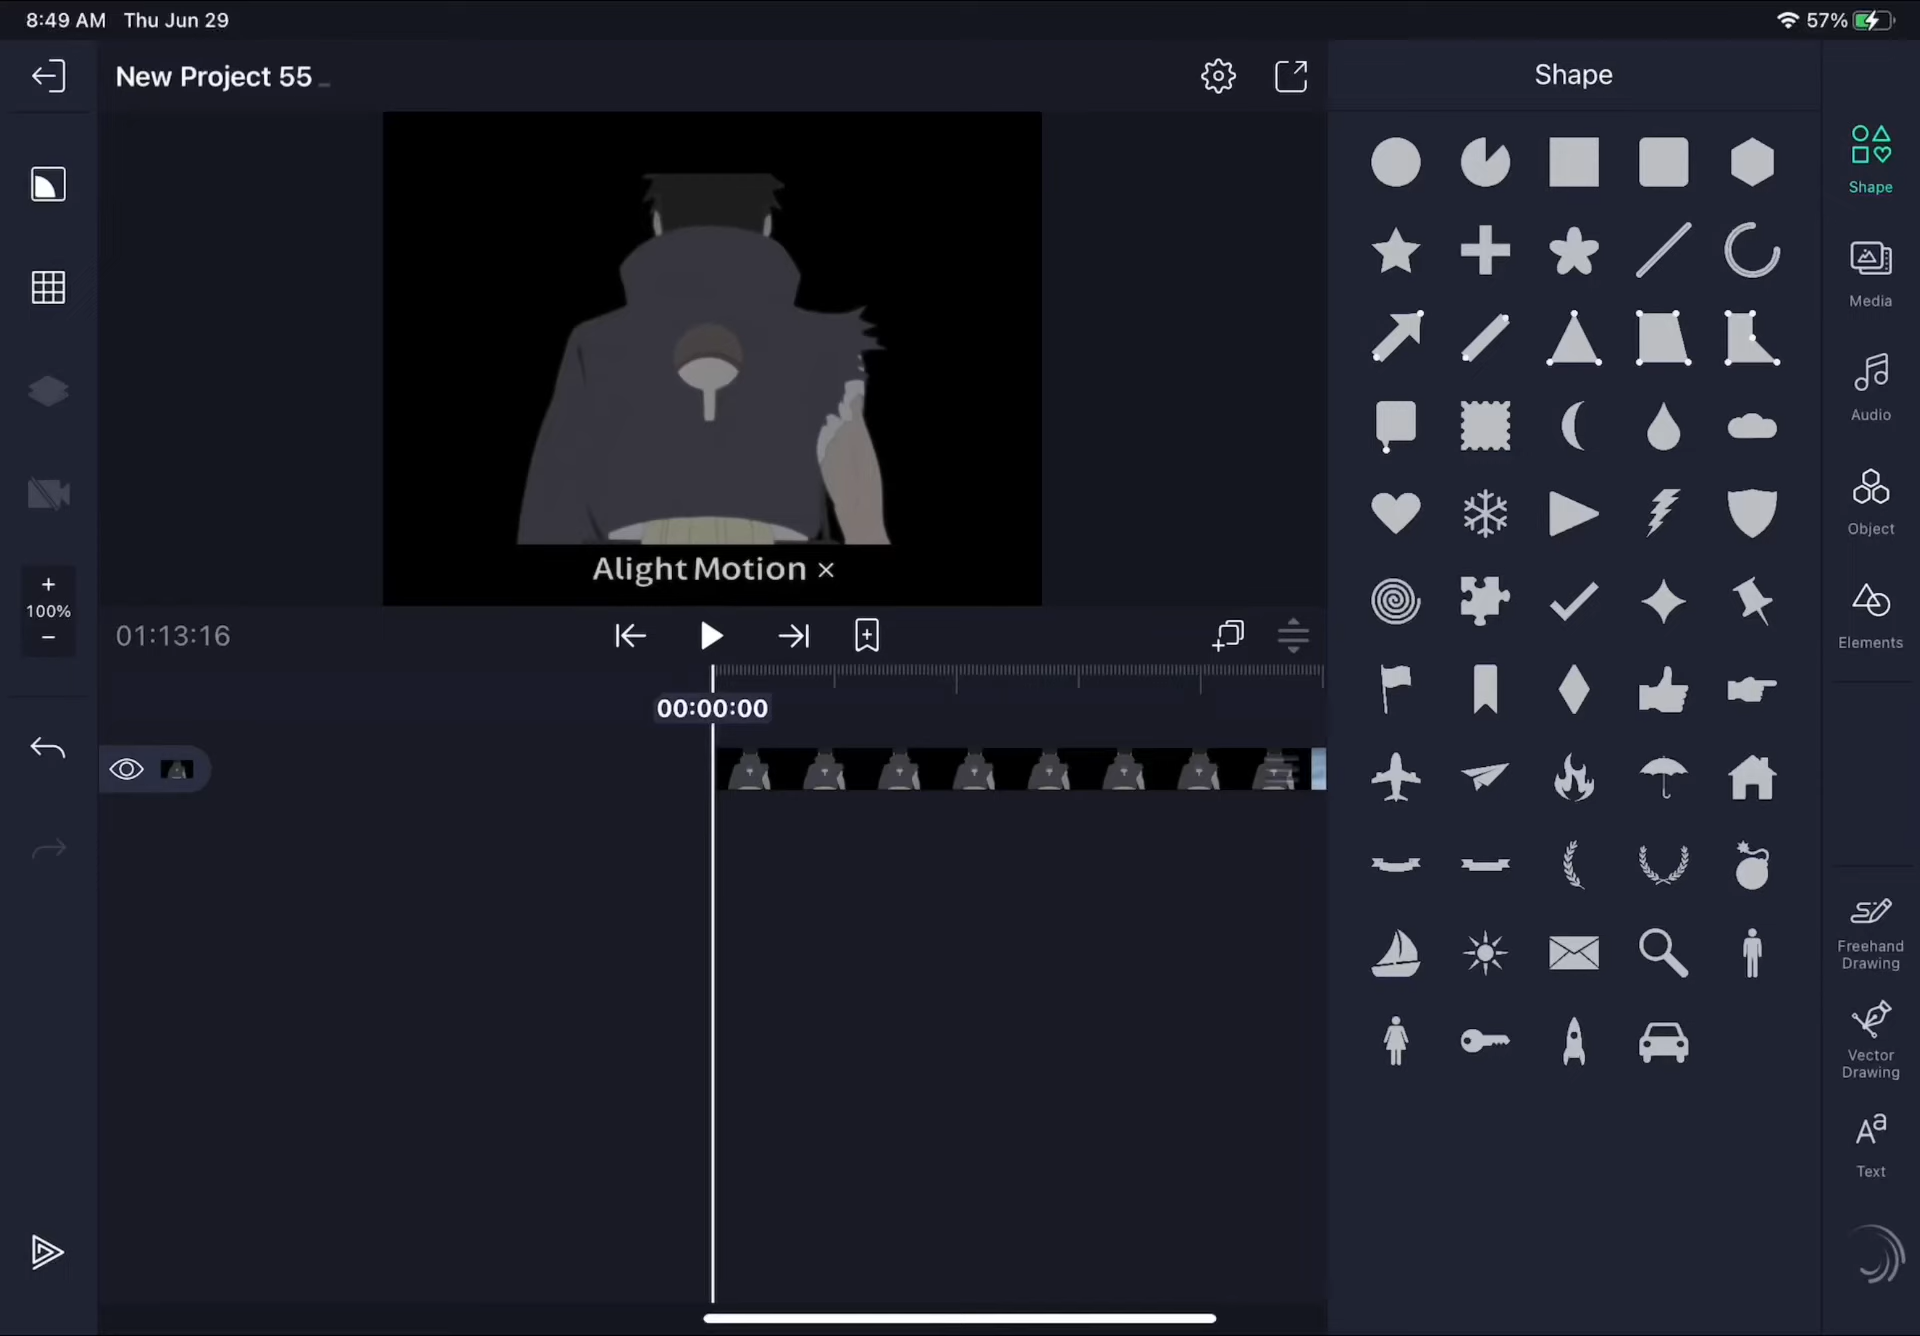 8:49 AM Thu Jun 29
57%
New Project 55
Shape
Shape
Media
Audio
Object
Elements
Alight Motion ×
+
100%
−
01:13:16
00:00:00
Freehand
Drawing
Vector
Drawing
Aa
Text